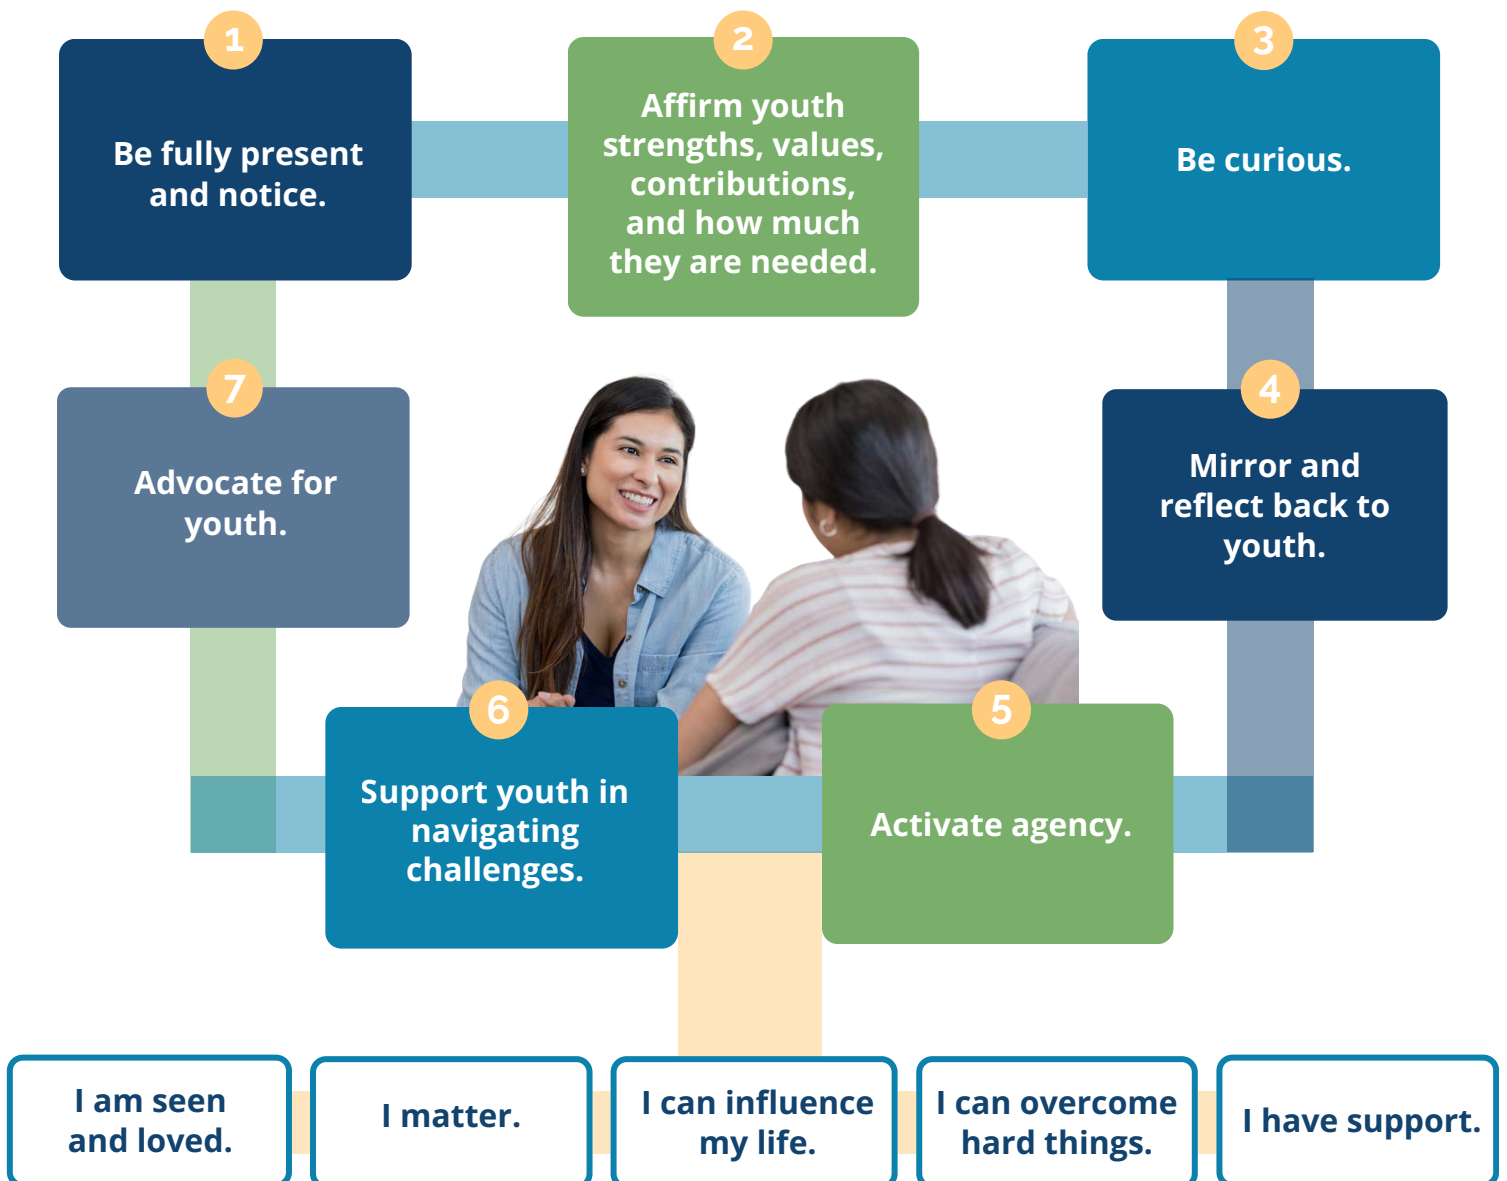 1
Be fully present
and notice.
2
Affirm youth
strengths, values,
contributions,
and how much
they are needed.
3
Be curious.
4
Mirror and
reflect back to
youth.
5
Activate agency.
6
Support youth in
navigating
challenges.
7
Advocate for
youth.
I am seen
and loved.
I matter.
I can influence
my life.
I can overcome
hard things.
I have support.